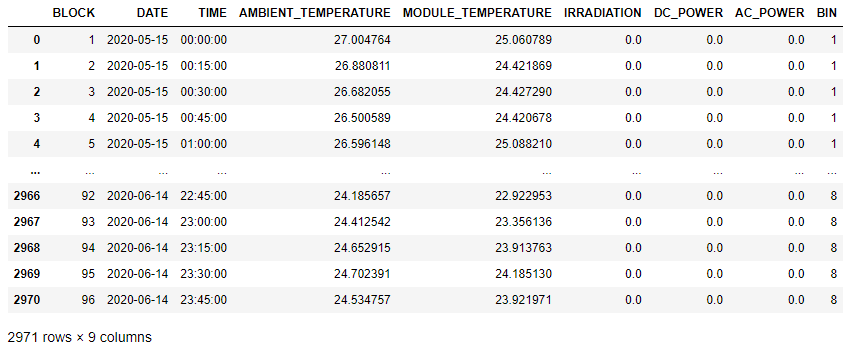 BLOCK DATE TIME AMBIENT_TEMPERATURE MODULE_TEMPERATURE IRRADIATION DC_POWER AC_POWER BIN
0 1 2020-05-15 00:00:00 27.004764 25.060789 0.0 0.0 0.0 1
1 2 2020-05-15 00:15:00 26.880811 24.421869 0.0 0.0 0.0 1
2 3 2020-05-15 00:30:00 26.682055 24.427290 0.0 0.0 0.0 1
3 4 2020-05-15 00:45:00 26.500589 24.420678 0.0 0.0 0.0 1
4 5 2020-05-15 01:00:00 26.596148 25.088210 0.0 0.0 0.0 1
... ... ... ... ... ... ... ... ... ...
2966 92 2020-06-14 22:45:00 24.185657 22.922953 0.0 0.0 0.0 8
2967 93 2020-06-14 23:00:00 24.412542 23.356136 0.0 0.0 0.0 8
2968 94 2020-06-14 23:15:00 24.652915 23.913763 0.0 0.0 0.0 8
2969 95 2020-06-14 23:30:00 24.702391 24.185130 0.0 0.0 0.0 8
2970 96 2020-06-14 23:45:00 24.534757 23.921971 0.0 0.0 0.0 8
2971 rows × 9 columns